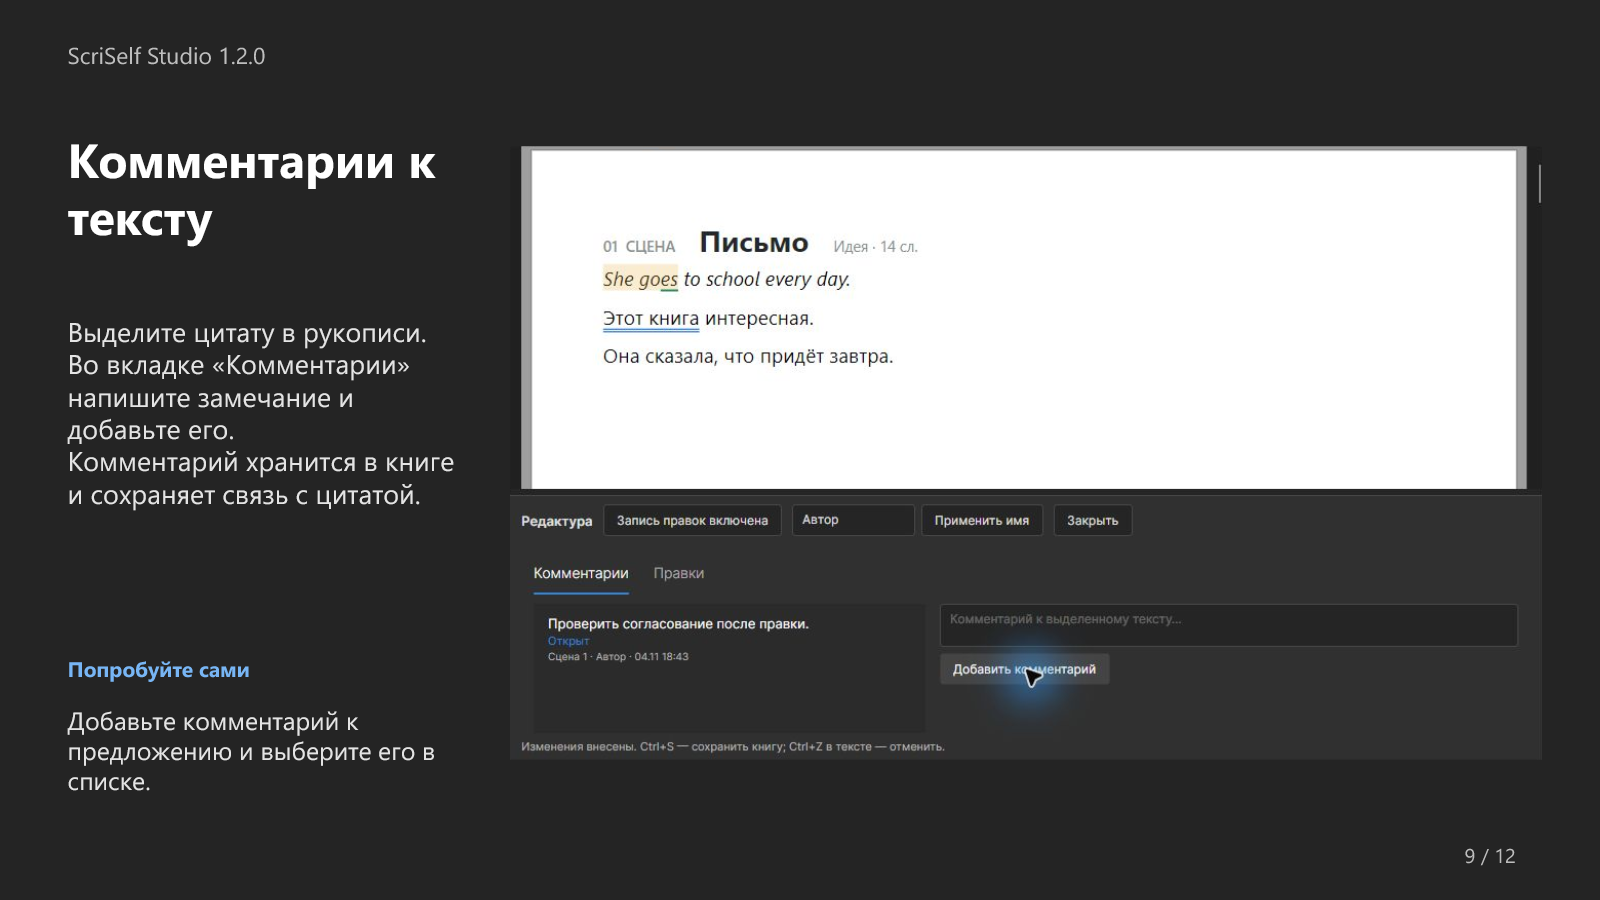 ScriSelf Studio 1.2.0
Комментарии к
тексту
Выделите цитату в рукописи.
Во вкладке «Комментарии»
напишите замечание и
добавьте его.
Комментарий хранится в книге
и сохраняет связь с цитатой.
Попробуйте сами
Добавьте комментарий к
предложению и выберите его в
списке.
01 СЦЕНА Письмо Идея · 14 сл.
She goes to school every day.
Этот книга интересная.
Она сказала, что придёт завтра.
Редактура Запись правок включена Автор Применить имя Закрыть
Комментарии Правки
Проверить согласование после правки.
Открыт
Сцена 1 · Автор · 04.11 18:43
Комментарий к выделенному тексту...
Добавить комментарий
Изменения внесены. Ctrl+S — сохранить книгу; Ctrl+Z в тексте — отменить.
9 / 12